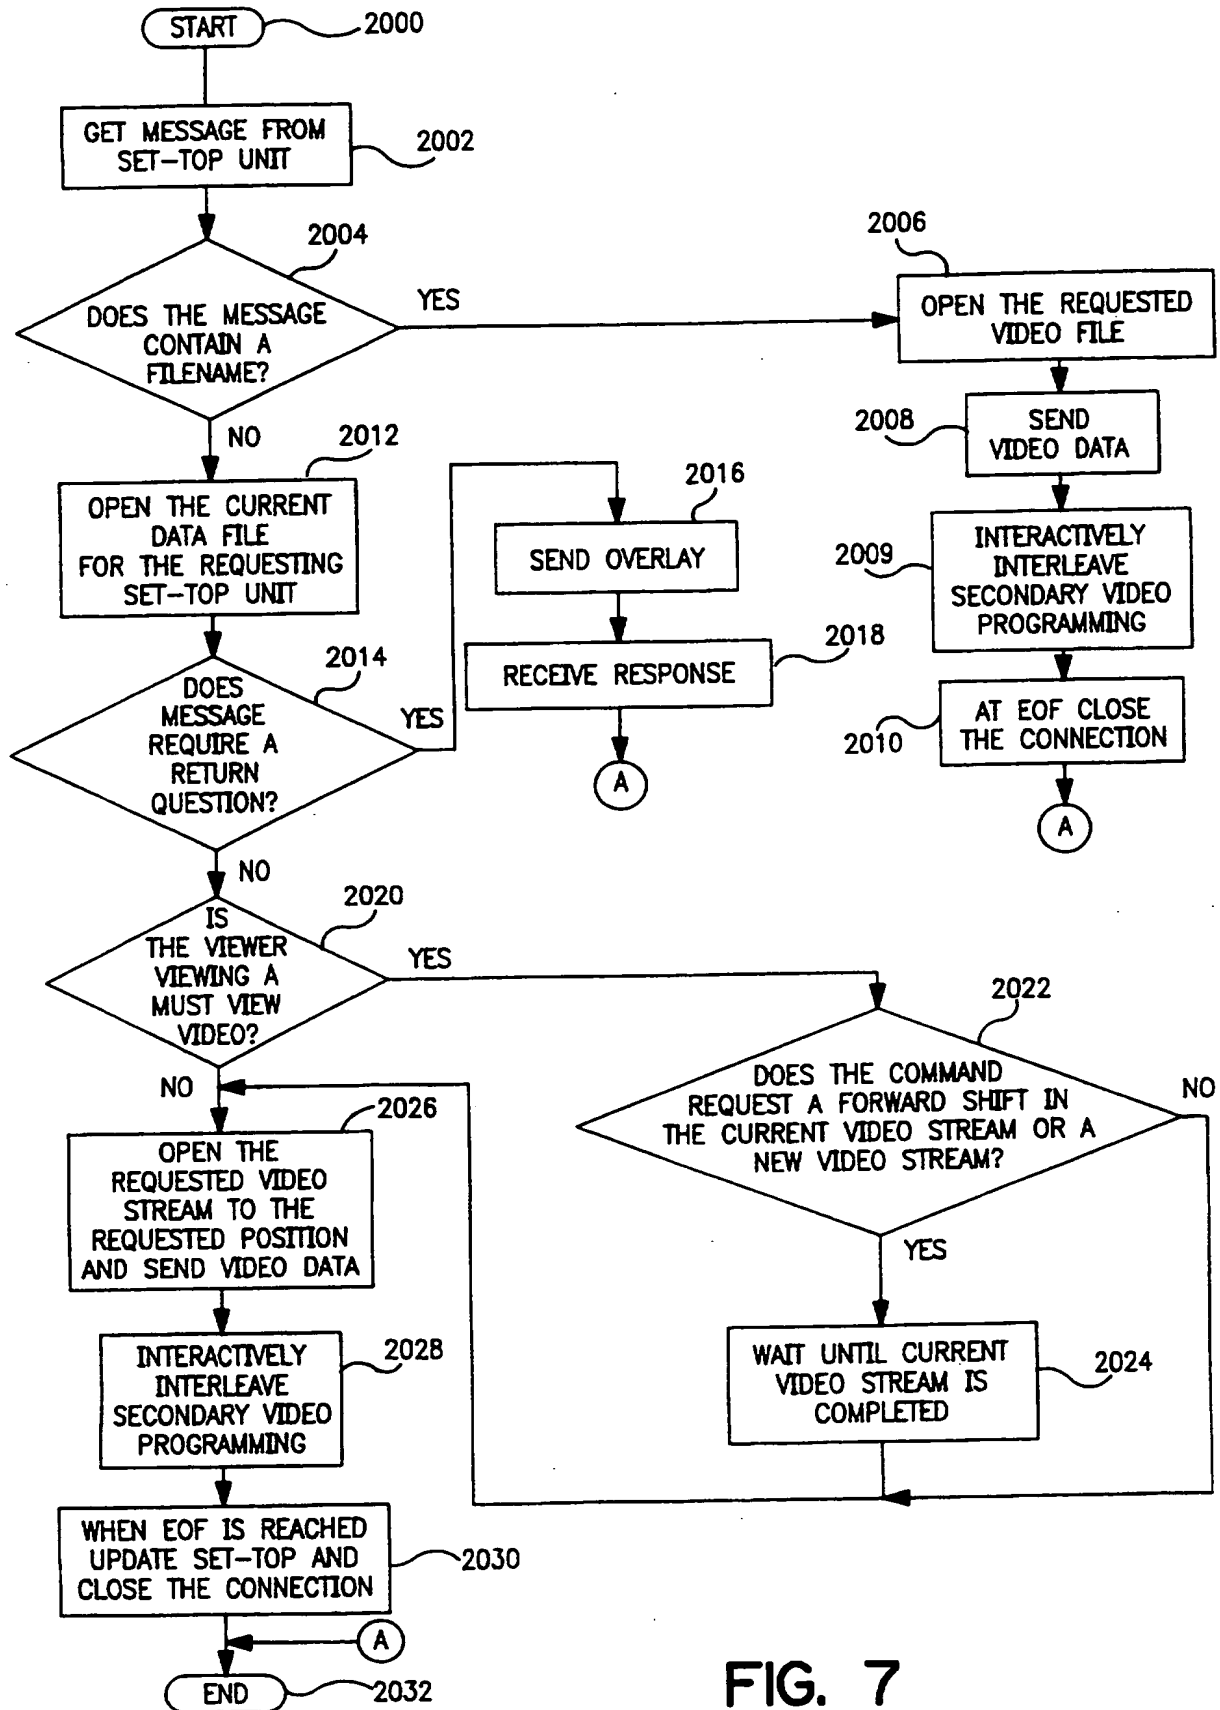 START
2000
GET MESSAGE FROM
SET-TOP UNIT
2002
2004
DOES THE MESSAGE
CONTAIN A
FILENAME?
YES
2006
OPEN THE REQUESTED
VIDEO FILE
2008
SEND
VIDEO DATA
2009
INTERACTIVELY
INTERLEAVE
SECONDARY VIDEO
PROGRAMMING
2010
AT EOF CLOSE
THE CONNECTION
A
NO
2012
OPEN THE CURRENT
DATA FILE
FOR THE REQUESTING
SET-TOP UNIT
2014
DOES
MESSAGE
REQUIRE A
RETURN
QUESTION?
YES
2016
SEND OVERLAY
2018
RECEIVE RESPONSE
A
NO
2020
IS
THE VIEWER
VIEWING A
MUST VIEW
VIDEO?
YES
2022
DOES THE COMMAND
REQUEST A FORWARD SHIFT IN
THE CURRENT VIDEO STREAM OR A
NEW VIDEO STREAM?
NO
YES
WAIT UNTIL CURRENT
VIDEO STREAM IS
COMPLETED
2024
NO
2026
OPEN THE
REQUESTED VIDEO
STREAM TO THE
REQUESTED POSITION
AND SEND VIDEO DATA
INTERACTIVELY
INTERLEAVE
SECONDARY VIDEO
PROGRAMMING
2028
WHEN EOF IS REACHED
UPDATE SET-TOP AND
CLOSE THE CONNECTION
2030
A
END
2032
FIG. 7